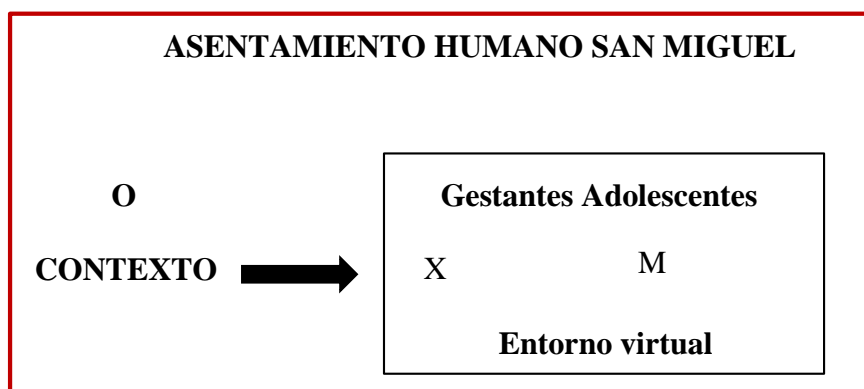 ASENTAMIENTO HUMANO SAN MIGUEL
O
CONTEXTO
Gestantes Adolescentes
X M
Entorno virtual